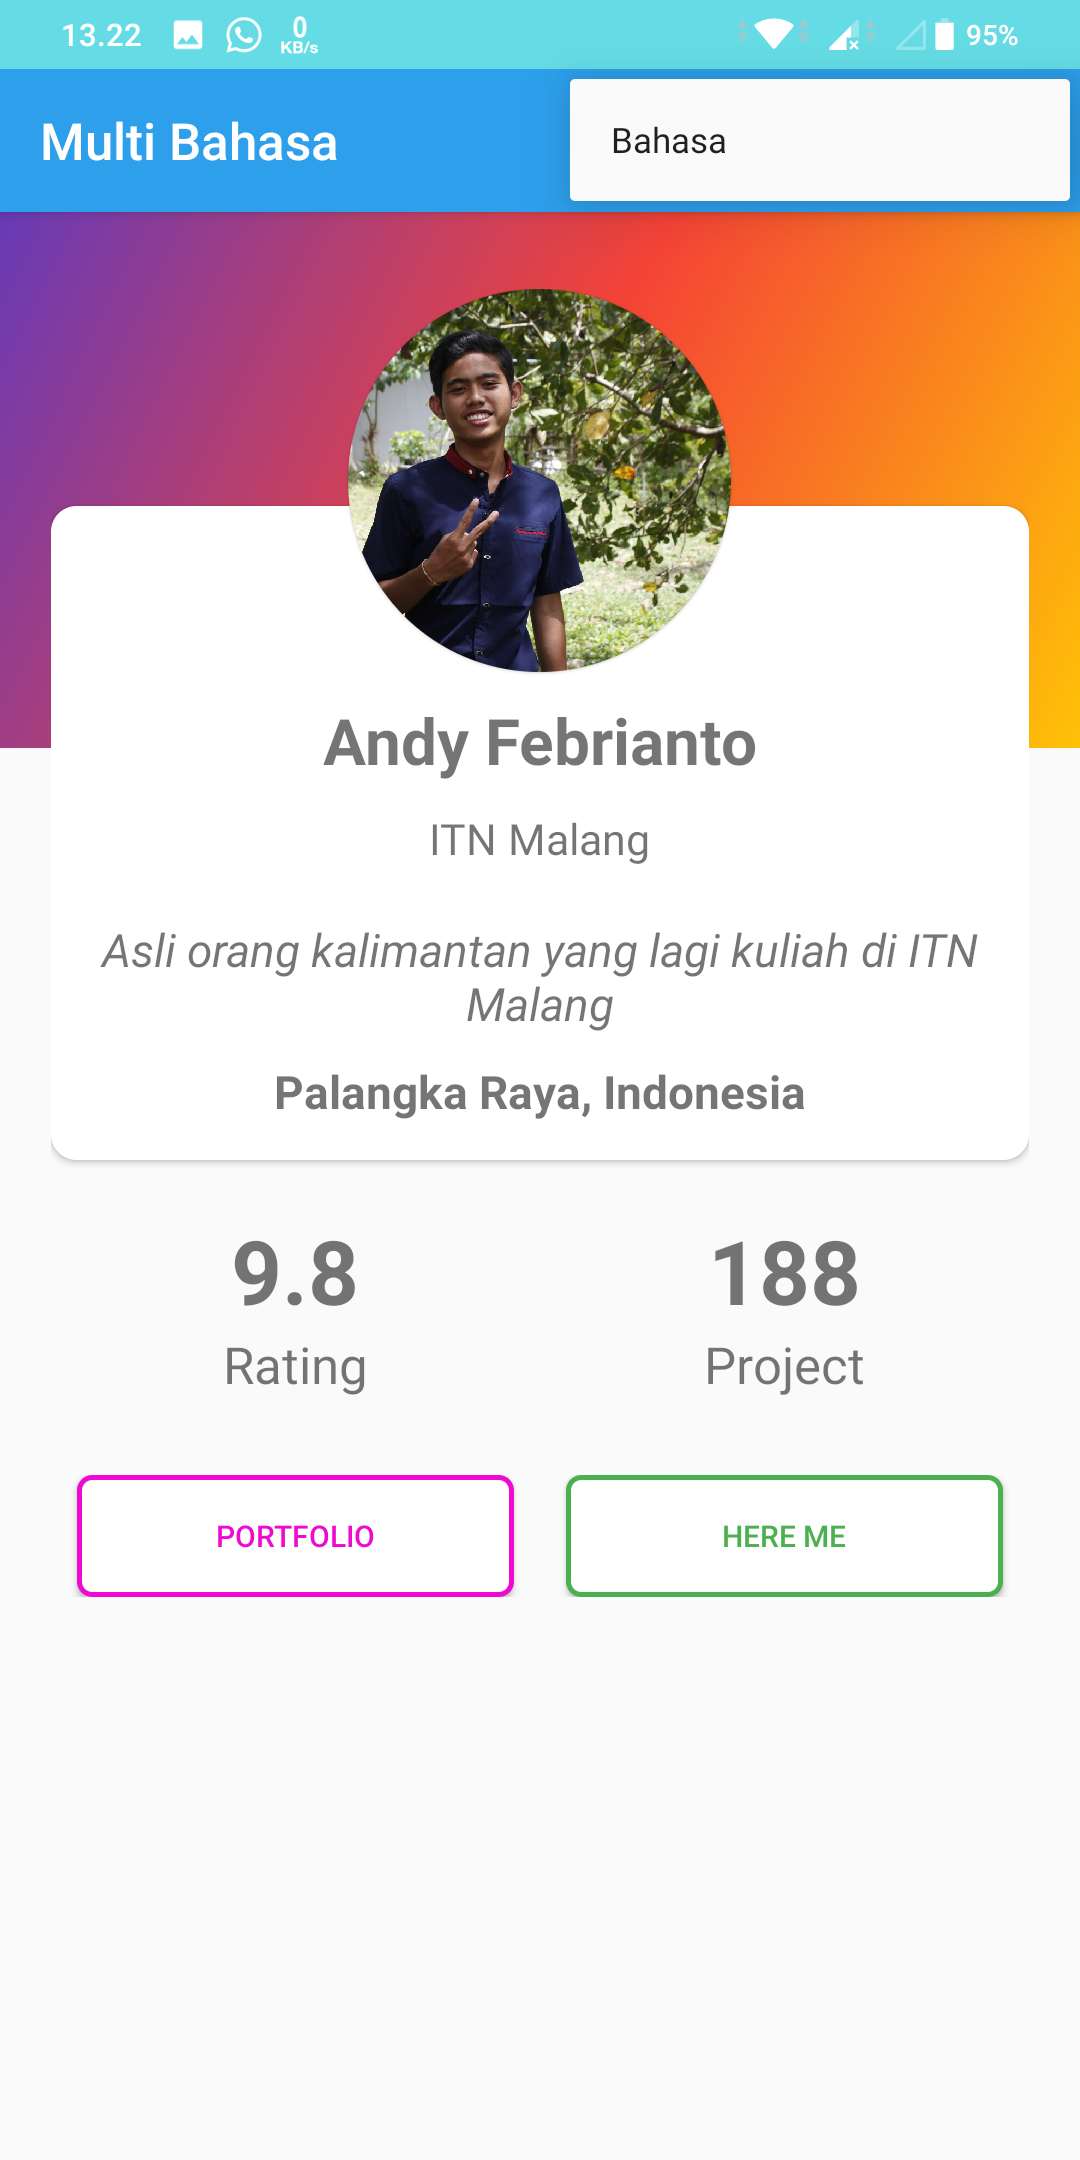 13.22 0 KB/s 95%
Multi Bahasa
Bahasa
Andy Febrianto
ITN Malang
Asli orang kalimantan yang lagi kuliah di ITN
Malang
Palangka Raya, Indonesia
9.8 188
Rating Project
PORTFOLIO HERE ME